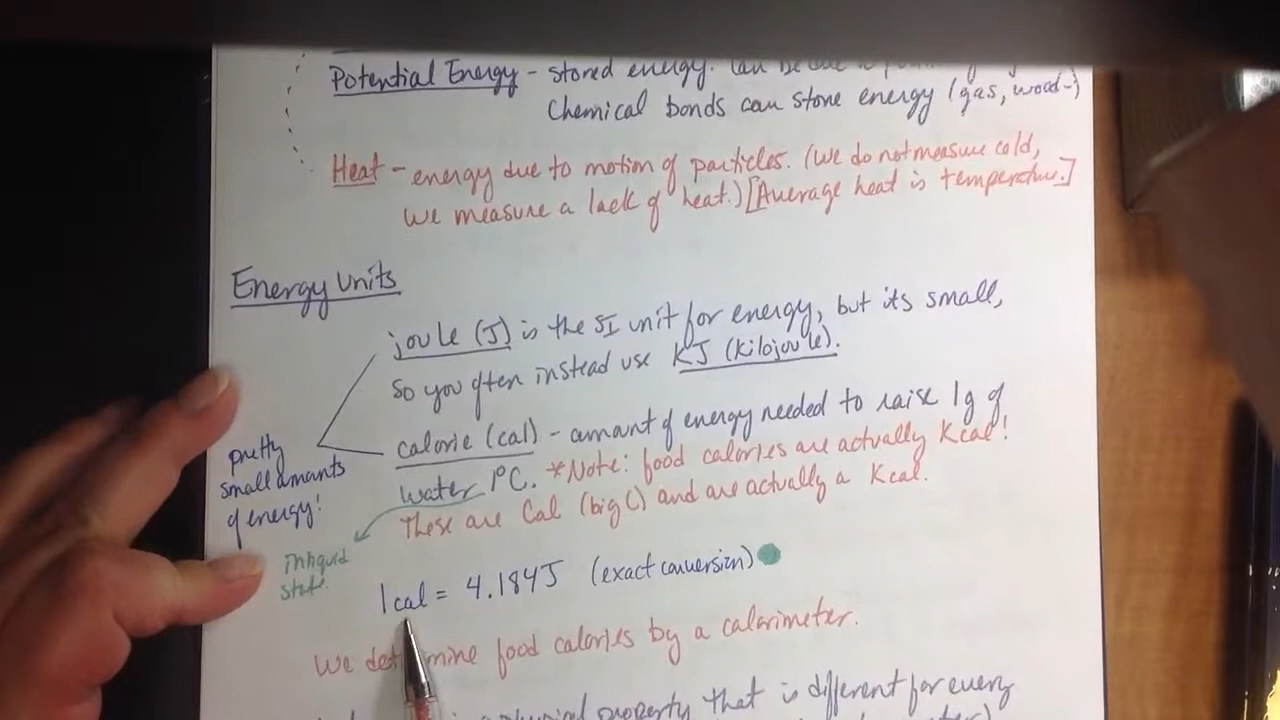 Potential Energy - stored energy. Can be due to
Chemical bonds can store energy (gas, wood-)
Heat - energy due to motion of particles. (We do not measure cold,
we measure a lack of heat.) [Average heat is temperature.]
Energy Units
joule (J) is the SI unit for energy, but its small,
so you often instead use KJ (kilojoule).
calorie (cal) - amount of energy needed to raise 1g of
water 1°C. *Note: food calories are actually Kcal!
These are Cal (big C) and are actually a Kcal.
pretty
small amounts
of energy!
in liquid
state.
1 cal = 4.184J (exact conversion)
We determine food calories by a calorimeter.
physical property that is different for every